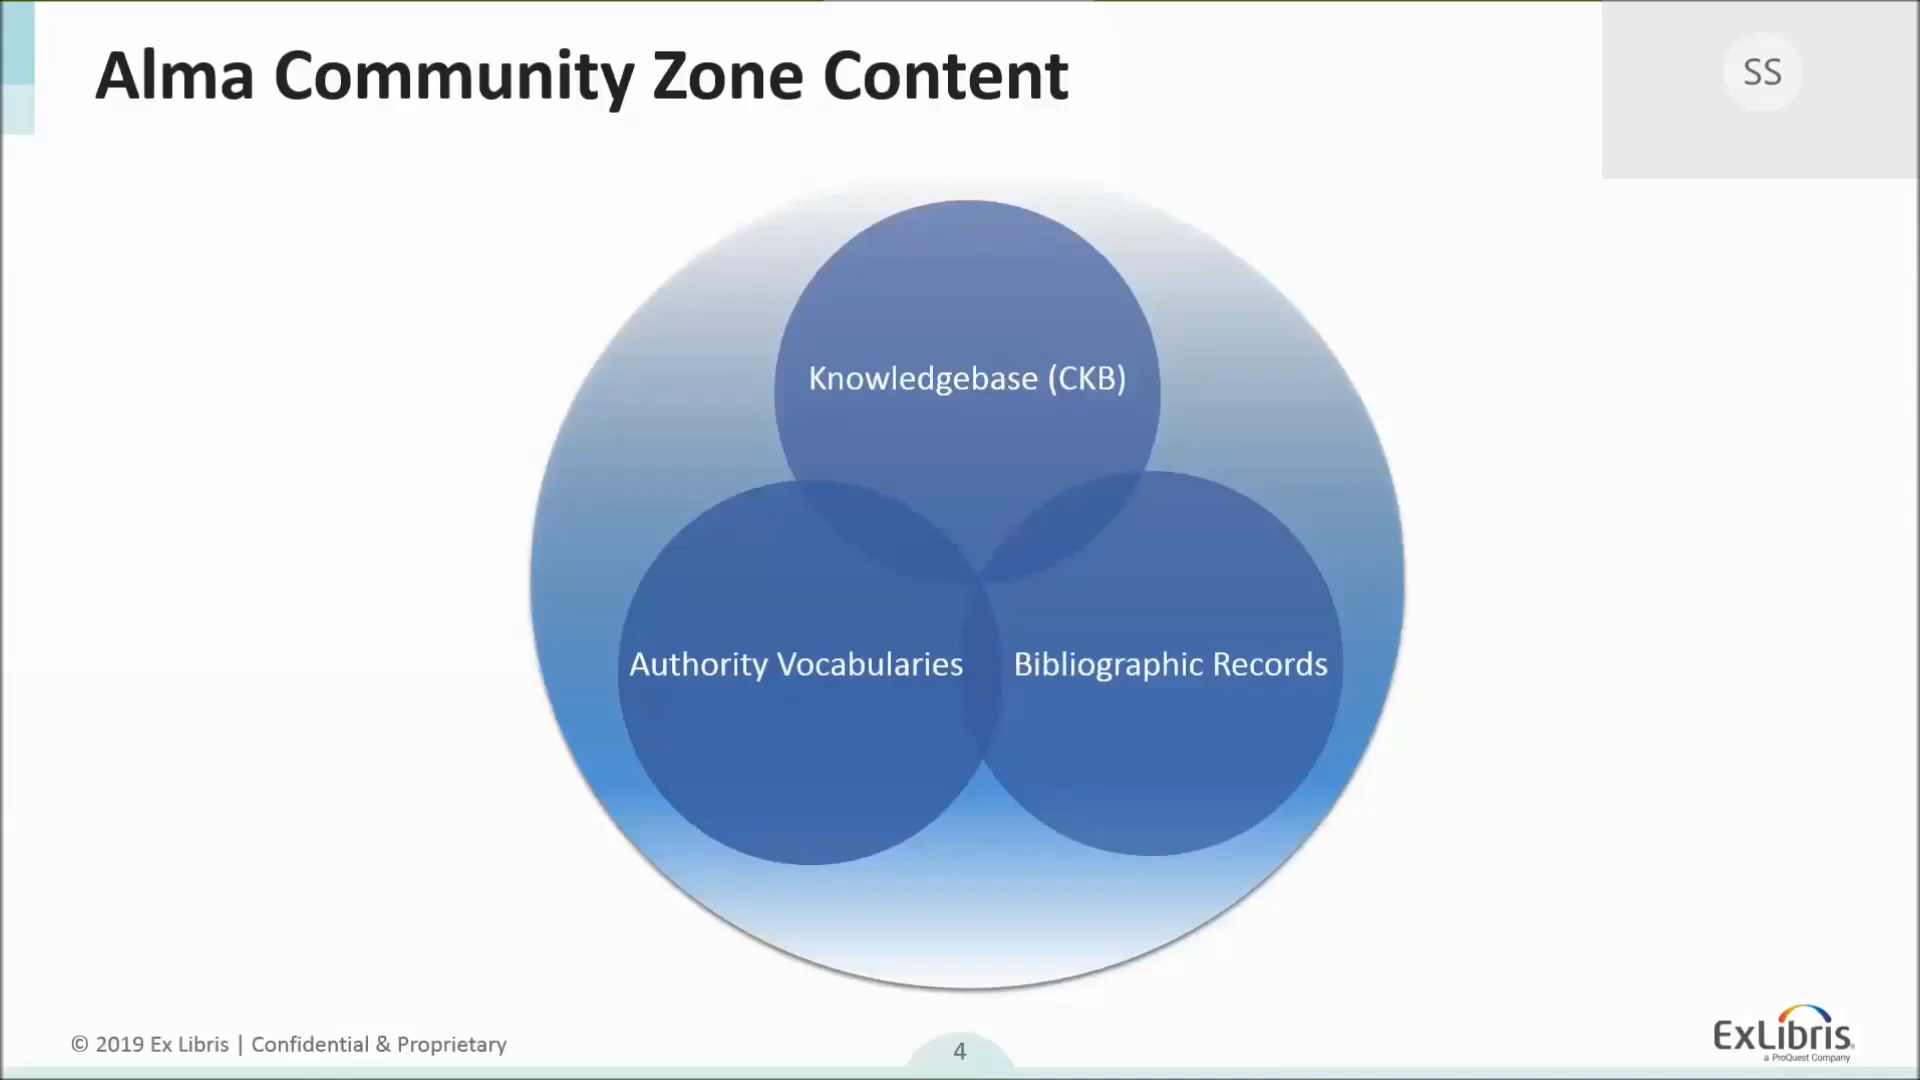 Alma Community Zone Content
SS
Knowledgebase (CKB)
Authority Vocabularies
Bibliographic Records
© 2019 Ex Libris | Confidential & Proprietary
4
ExLibris
a ProQuest Company